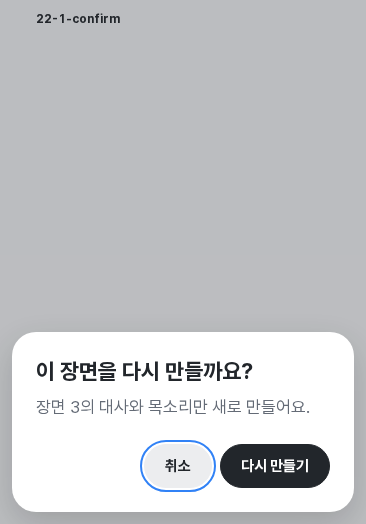 22-1-confirm
이 장면을 다시 만들까요?
장면 3의 대사와 목소리만 새로 만들어요.
취소
다시 만들기